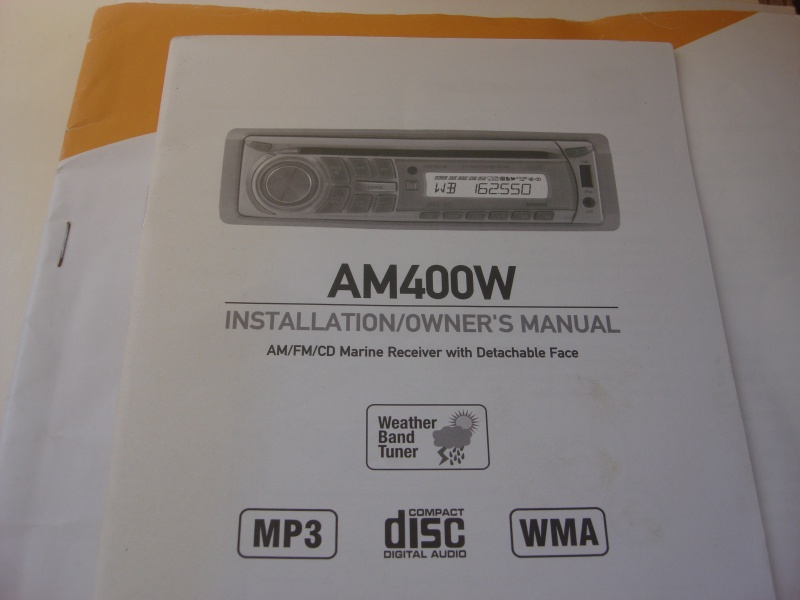 WB 162550
AM400W
INSTALLATION/OWNER'S MANUAL
AM/FM/CD Marine Receiver with Detachable Face
Weather
Band
Tuner
MP3
COMPACT
disc
DIGITAL AUDIO
WMA